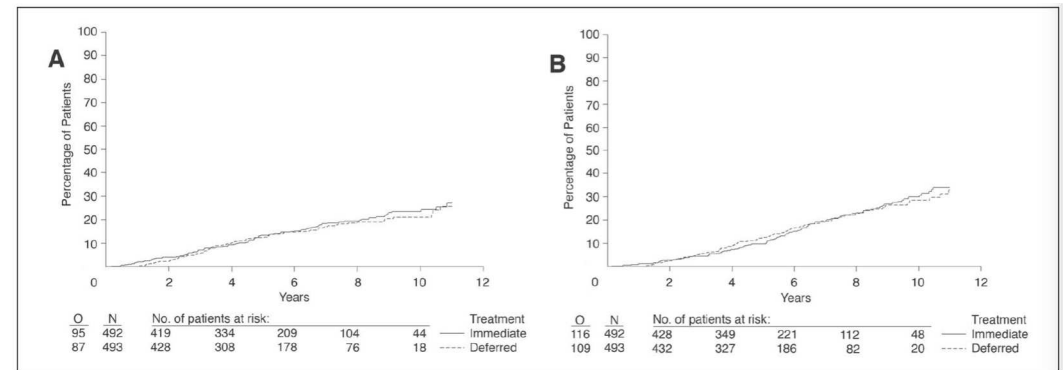 A
Percentage of Patients
100
90
80
70
60
50
40
30
20
10
0
2
4
6
8
10
12
Years
O N No. of patients at risk: Treatment
95 492 419 334 209 104 44 Immediate
87 493 428 308 178 76 18 Deferred
B
Percentage of Patients
100
90
80
70
60
50
40
30
20
10
0
2
4
6
8
10
12
Years
O N No. of patients at risk: Treatment
116 492 428 349 221 112 48 Immediate
109 493 432 327 186 82 20 Deferred